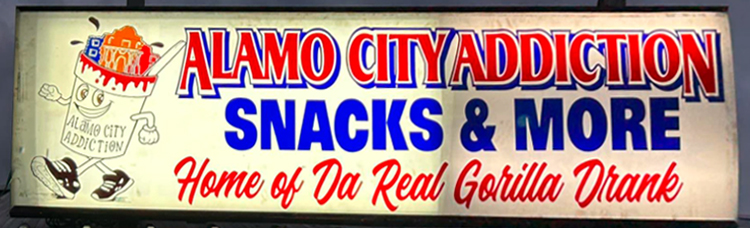 ALAMO CITY ADDICTION
SNACKS & MORE
Home of Da Real Gorilla Drank
ALAMO CITY
ADDICTION